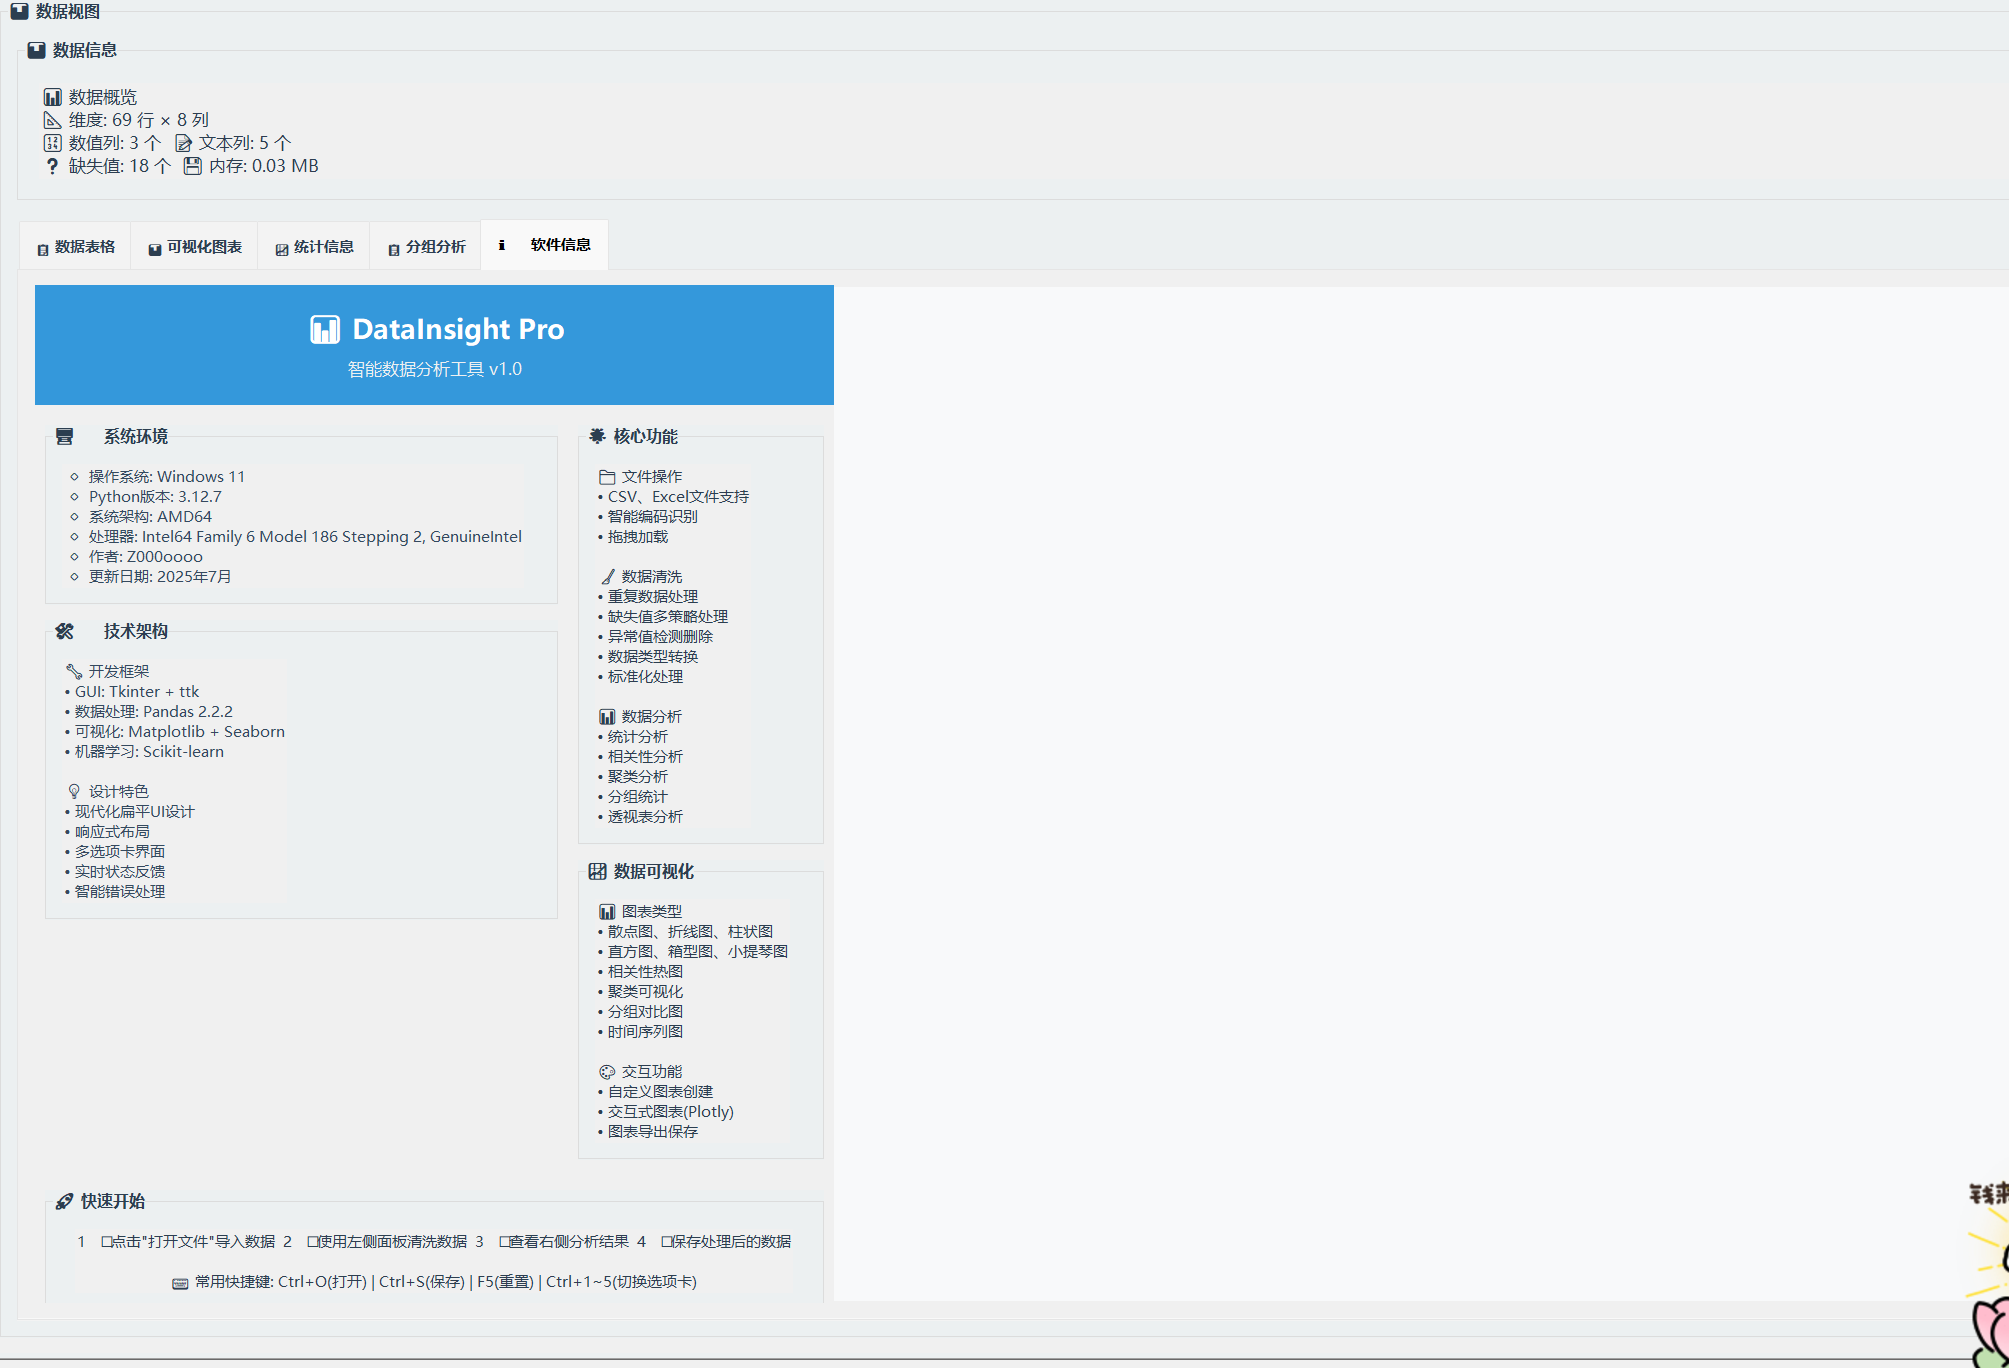 数据视图
数据信息
数据概览
维度: 69 行 × 8 列
数值列: 3 个 文本列: 5 个
? 缺失值: 18 个 内存: 0.03 MB
数据表格 可视化图表 统计信息 分组分析 软件信息
DataInsight Pro
智能数据分析工具 v1.0
系统环境
操作系统: Windows 11
Python版本: 3.12.7
系统架构: AMD64
处理器: Intel64 Family 6 Model 186 Stepping 2, GenuineIntel
作者: Z000oooo
更新日期: 2025年7月
技术架构
开发框架
• GUI: Tkinter + ttk
• 数据处理: Pandas 2.2.2
• 可视化: Matplotlib + Seaborn
• 机器学习: Scikit-learn
设计特色
• 现代化扁平UI设计
• 响应式布局
• 多选项卡界面
• 实时状态反馈
• 智能错误处理
核心功能
文件操作
• CSV、Excel文件支持
• 智能编码识别
• 拖拽加载
数据清洗
• 重复数据处理
• 缺失值多策略处理
• 异常值检测删除
• 数据类型转换
• 标准化处理
数据分析
• 统计分析
• 相关性分析
• 聚类分析
• 分组统计
• 透视表分析
数据可视化
图表类型
• 散点图、折线图、柱状图
• 直方图、箱型图、小提琴图
• 相关性热图
• 聚类可视化
• 分组对比图
• 时间序列图
交互功能
• 自定义图表创建
• 交互式图表(Plotly)
• 图表导出保存
快速开始
1 □点击"打开文件"导入数据 2 □使用左侧面板清洗数据 3 □查看右侧分析结果 4 □保存处理后的数据
常用快捷键: Ctrl+O(打开) | Ctrl+S(保存) | F5(重置) | Ctrl+1~5(切换选项卡)
钱来